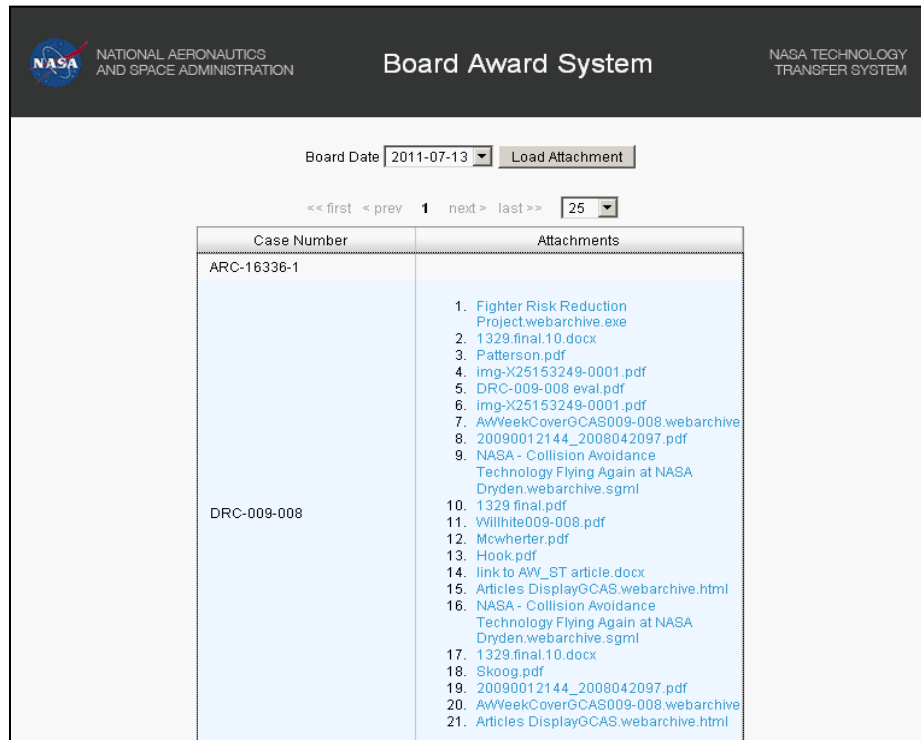 NASA
NATIONAL AERONAUTICS
AND SPACE ADMINISTRATION
Board Award System
NASA TECHNOLOGY
TRANSFER SYSTEM
Board Date 2011-07-13 Load Attachment
<< first < prev 1 next > last >> 25
Case Number Attachments
ARC-16336-1
1. Fighter Risk Reduction
Project.webarchive.exe
2. 1329.final.10.docx
3. Patterson.pdf
4. img-X25153249-0001.pdf
5. DRC-009-008 eval.pdf
6. img-X25153249-0001.pdf
7. AvWeekCoverGCAS009-008.webarchive
8. 20090012144_2008042097.pdf
9. NASA - Collision Avoidance
Technology Flying Again at NASA
Dryden.webarchive.sgml
10. 1329 final.pdf
DRC-009-008
11. Willhite009-008.pdf
12. Mcwherter.pdf
13. Hook.pdf
14. link to AW_ST article.docx
15. Articles DisplayGCAS.webarchive.html
16. NASA - Collision Avoidance
Technology Flying Again at NASA
Dryden.webarchive.sgml
17. 1329.final.10.docx
18. Skoog.pdf
19. 20090012144_2008042097.pdf
20. AvWeekCoverGCAS009-008.webarchive
21. Articles DisplayGCAS.webarchive.html